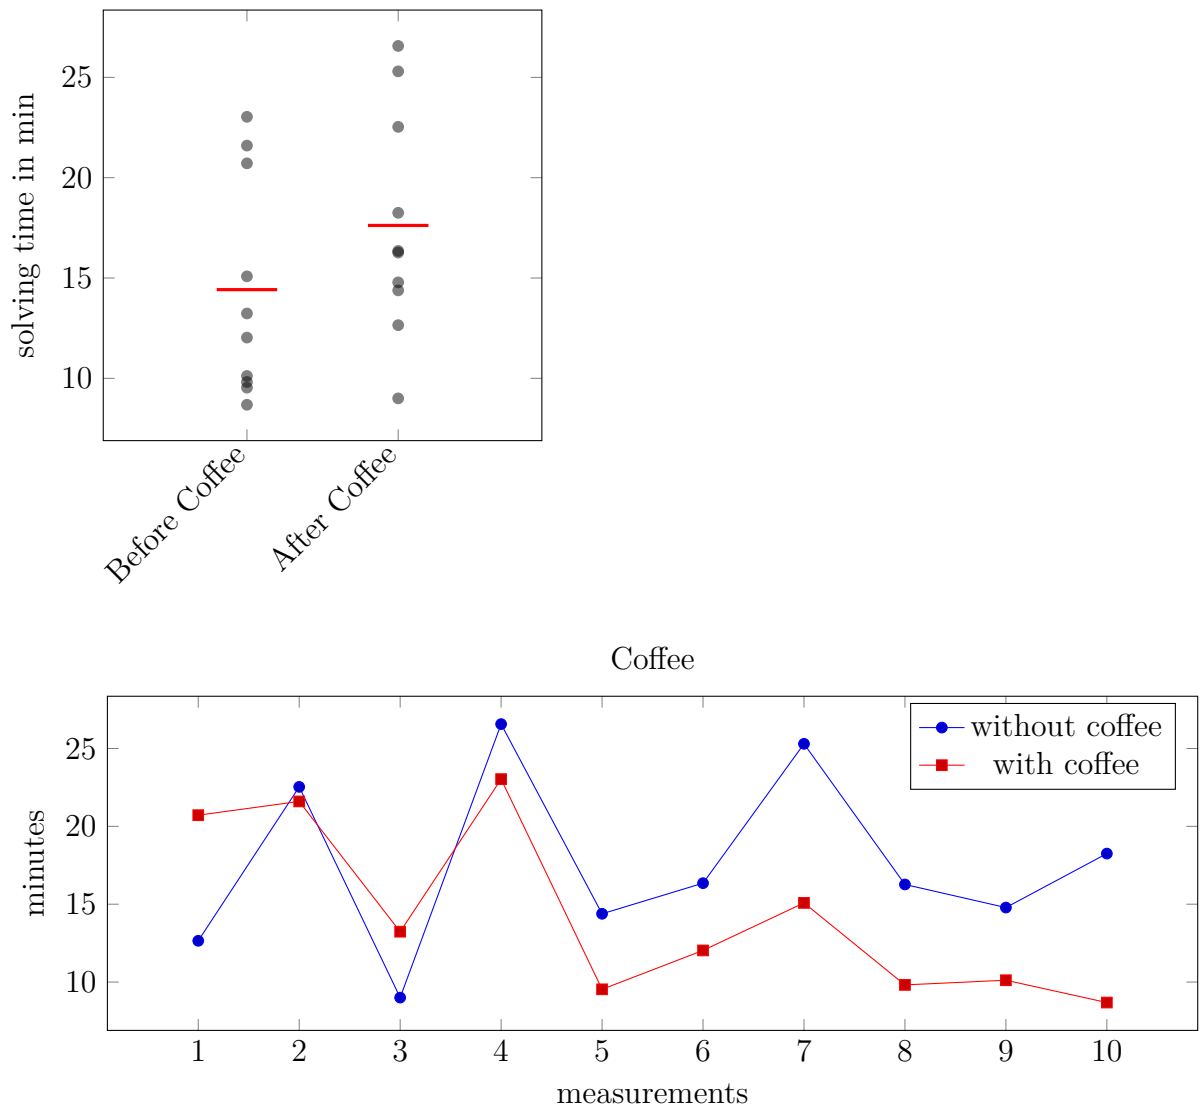 25
20
15
10
solving time in min
Before Coffee
After Coffee
Coffee
without coffee
with coffee
25
20
15
10
minutes
1 2 3 4 5 6 7 8 9 10
measurements